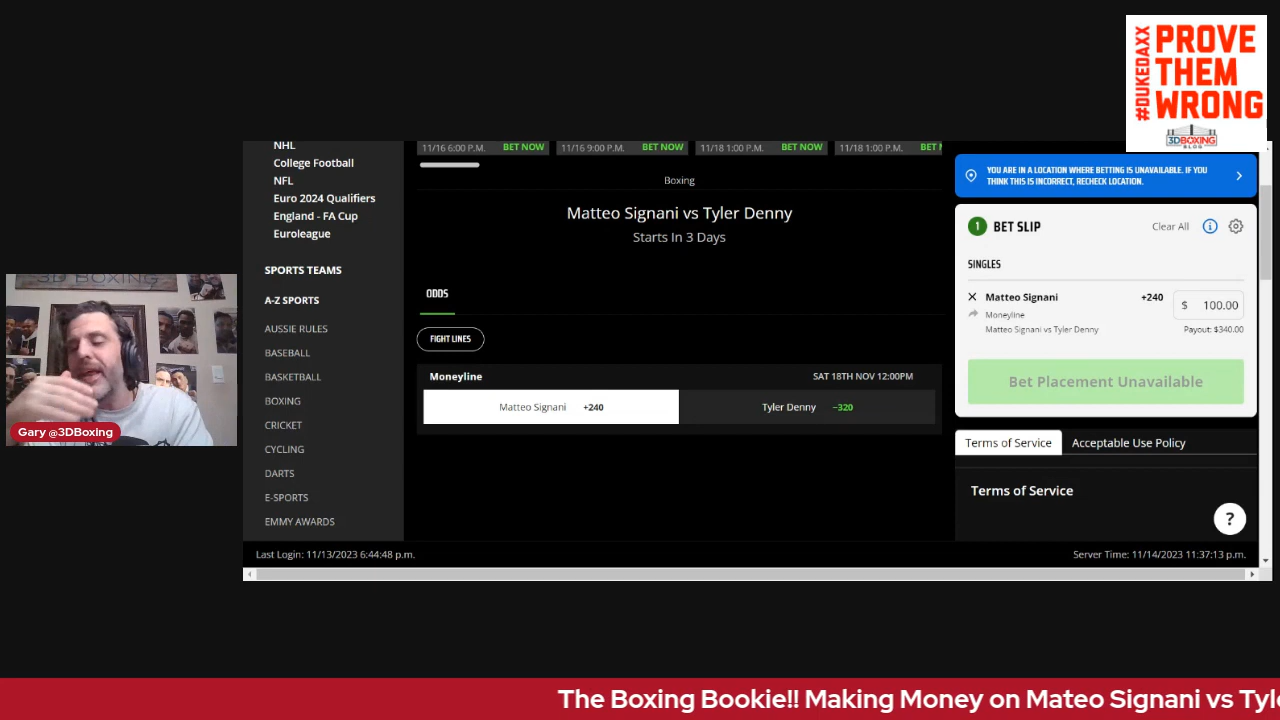 #DUKEDAXX
PROVE
THEM
WRONG
3DBOXING
BLOG
NHL
College Football
NFL
Euro 2024 Qualifiers
England - FA Cup
Euroleague
SPORTS TEAMS
A-Z SPORTS
AUSSIE RULES
BASEBALL
BASKETBALL
BOXING
CRICKET
CYCLING
DARTS
E-SPORTS
EMMY AWARDS
11/16 6:00 P.M. BET NOW
11/16 9:00 P.M. BET NOW
11/18 1:00 P.M. BET NOW
11/18 1:00 P.M. BET N
Boxing
Matteo Signani vs Tyler Denny
Starts In 3 Days
ODDS
FIGHT LINES
Moneyline SAT 18TH NOV 12:00PM
Matteo Signani +240 Tyler Denny −320
YOU ARE IN A LOCATION WHERE BETTING IS UNAVAILABLE. IF YOU
THINK THIS IS INCORRECT, RECHECK LOCATION.
1 BET SLIP Clear All
SINGLES
Matteo Signani +240 $ 100.00
Moneyline
Matteo Signani vs Tyler Denny Payout: $340.00
Bet Placement Unavailable
Terms of Service Acceptable Use Policy
Terms of Service
?
3D BOXING
Gary @3DBoxing
Last Login: 11/13/2023 6:44:48 p.m. Server Time: 11/14/2023 11:37:13 p.m.
The Boxing Bookie!! Making Money on Mateo Signani vs Tyl